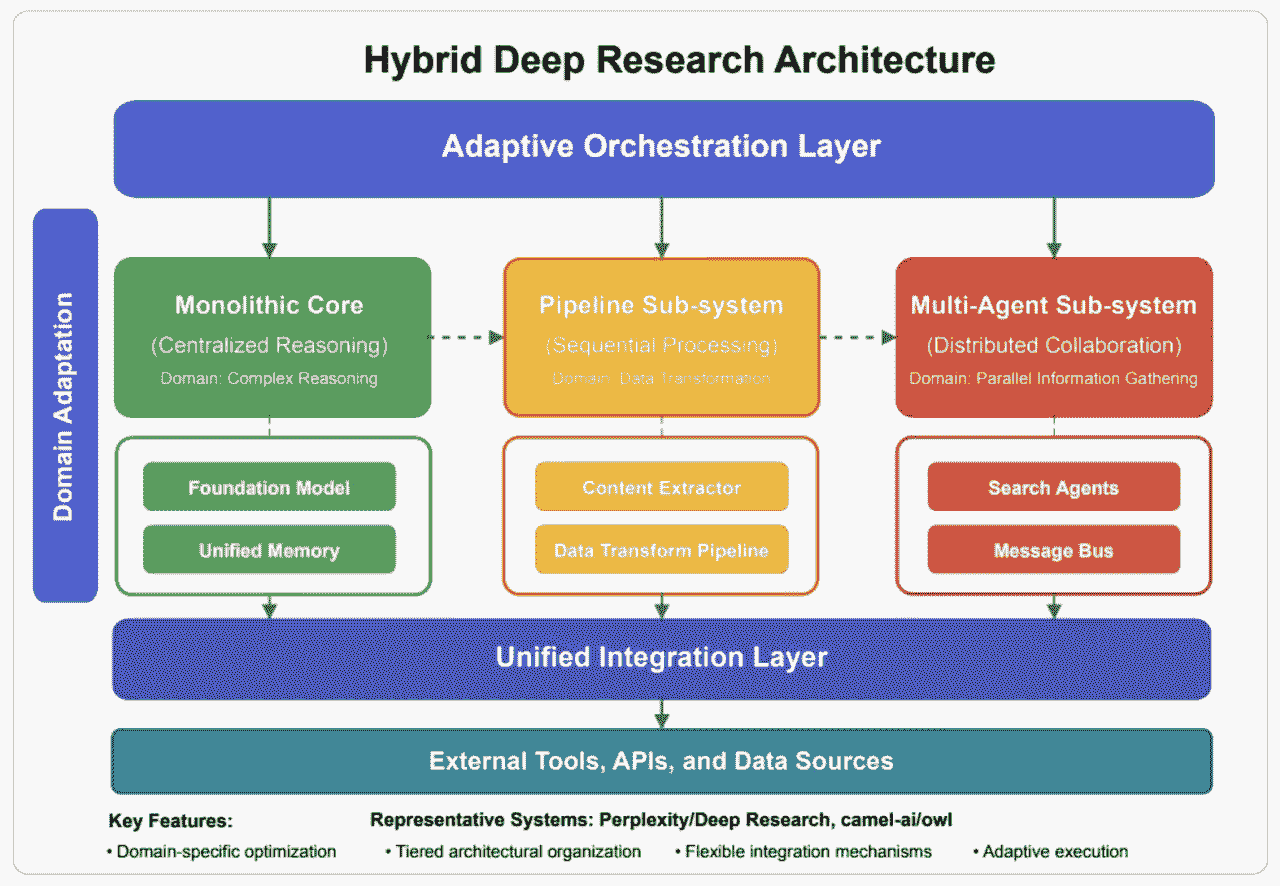 Hybrid Deep Research Architecture
Adaptive Orchestration Layer
Domain Adaptation
Monolithic Core
(Centralized Reasoning)
Domain: Complex Reasoning
Pipeline Sub-system
(Sequential Processing)
Domain: Data Transformation
Multi-Agent Sub-system
(Distributed Collaboration)
Domain: Parallel Information Gathering
Foundation Model
Unified Memory
Content Extractor
Data Transform Pipeline
Search Agents
Message Bus
Unified Integration Layer
External Tools, APIs, and Data Sources
Key Features:
Representative Systems: Perplexity/Deep Research, camel-ai/owl
• Domain-specific optimization
• Tiered architectural organization
• Flexible integration mechanisms
• Adaptive execution